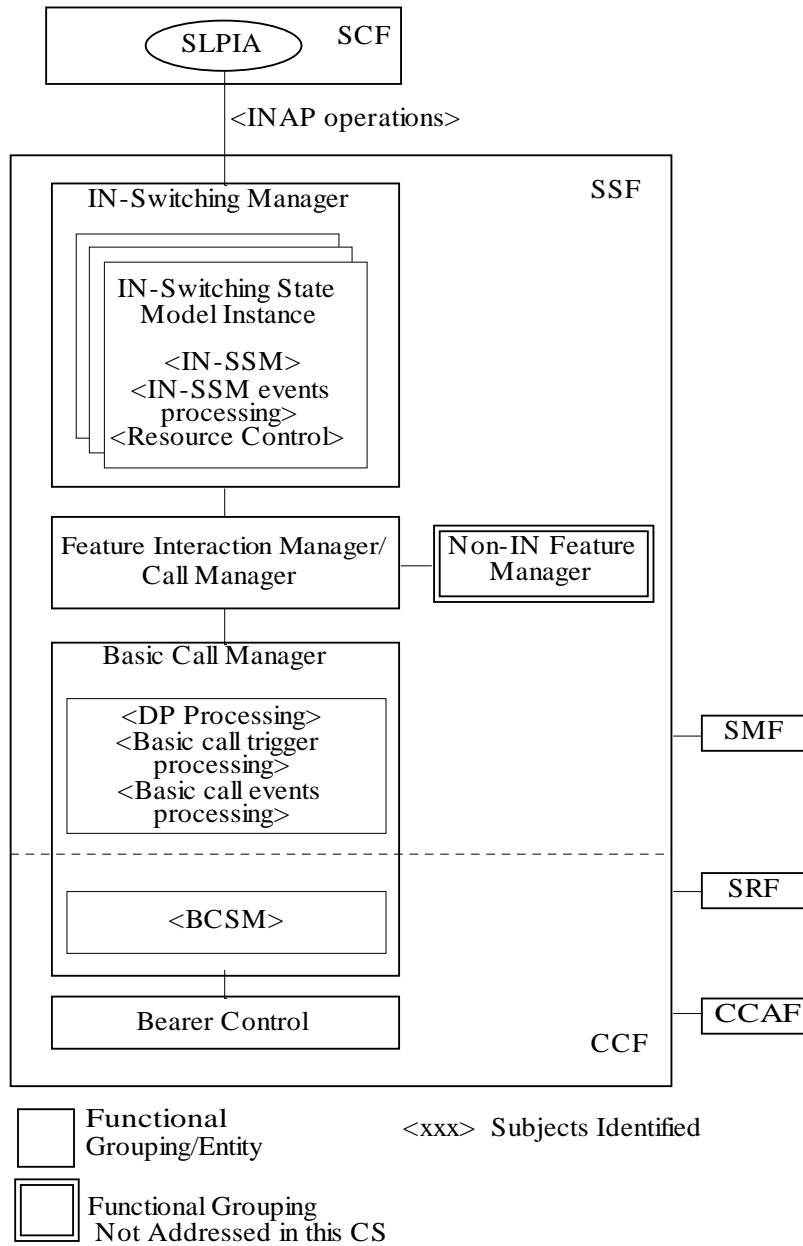 SLPIA
SCF
<INAP operations>
IN-Switching Manager
SSF
IN-Switching State
Model Instance
<IN-SSM>
<IN-SSM events
processing>
<Resource Control>
Feature Interaction Manager/
Call Manager
Non-IN Feature
Manager
Basic Call Manager
<DP Processing>
<Basic call trigger
processing>
<Basic call events
processing>
SMF
SRF
<BCSM>
Bearer Control
CCAF
CCF
Functional
Grouping/Entity
<xxx> Subjects Identified
Functional Grouping
Not Addressed in this CS